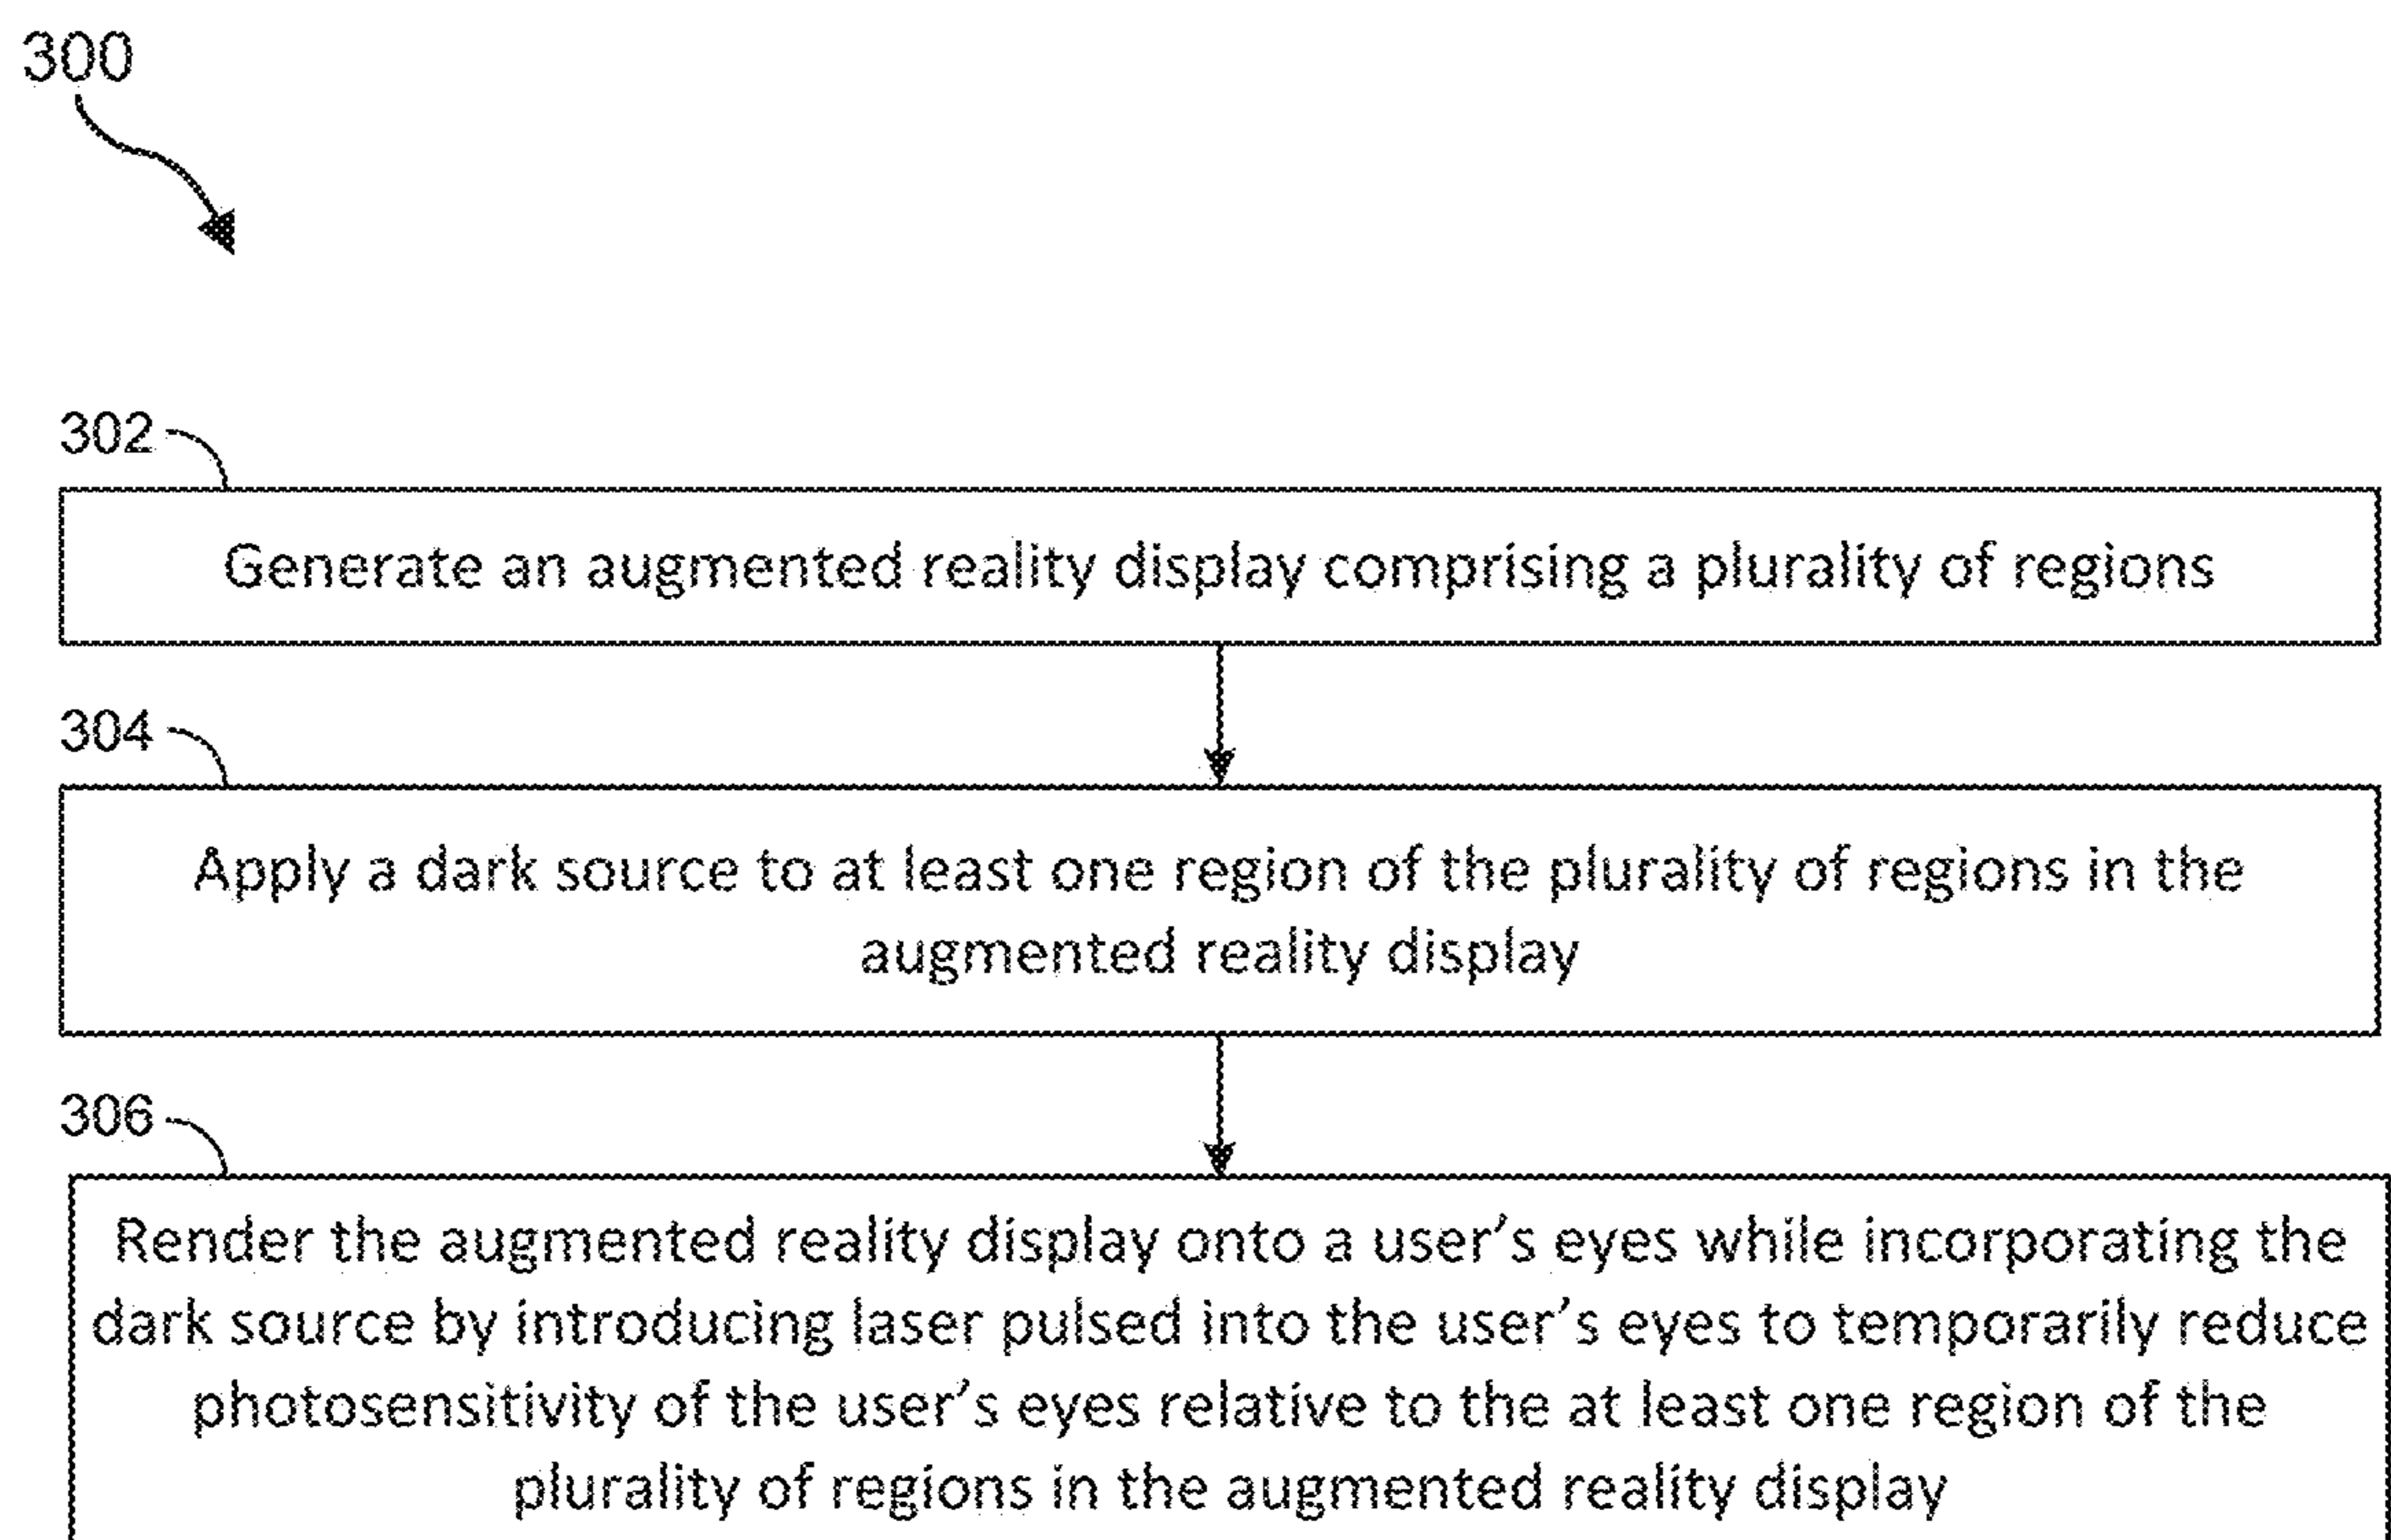 300
302
Generate an augmented reality display comprising a plurality of regions
304
Apply a dark source to at least one region of the plurality of regions in the
augmented reality display
306
Render the augmented reality display onto a user's eyes while incorporating the
dark source by introducing laser pulsed into the user's eyes to temporarily reduce
photosensitivity of the user's eyes relative to the at least one region of the
plurality of regions in the augmented reality display